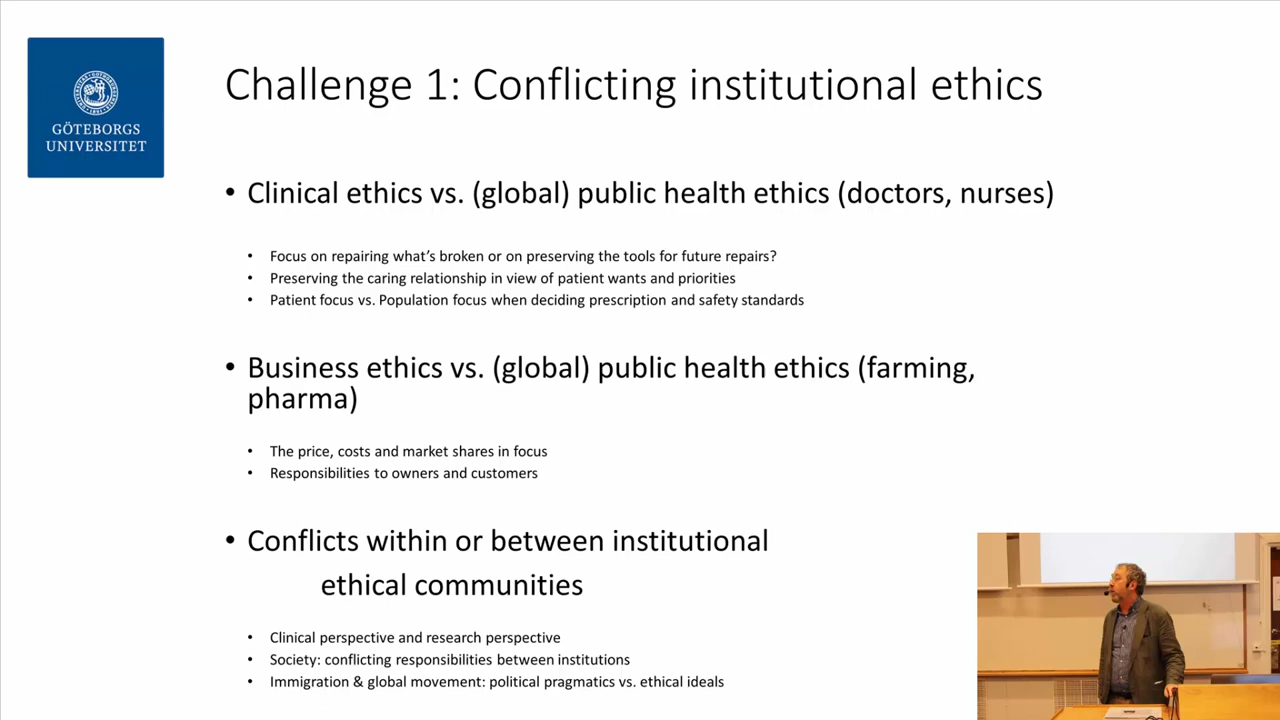 GÖTEBORGS
UNIVERSITET
Challenge 1: Conflicting institutional ethics
• Clinical ethics vs. (global) public health ethics (doctors, nurses)
• Focus on repairing what’s broken or on preserving the tools for future repairs?
• Preserving the caring relationship in view of patient wants and priorities
• Patient focus vs. Population focus when deciding prescription and safety standards
• Business ethics vs. (global) public health ethics (farming,
pharma)
• The price, costs and market shares in focus
• Responsibilities to owners and customers
• Conflicts within or between institutional
ethical communities
• Clinical perspective and research perspective
• Society: conflicting responsibilities between institutions
• Immigration & global movement: political pragmatics vs. ethical ideals